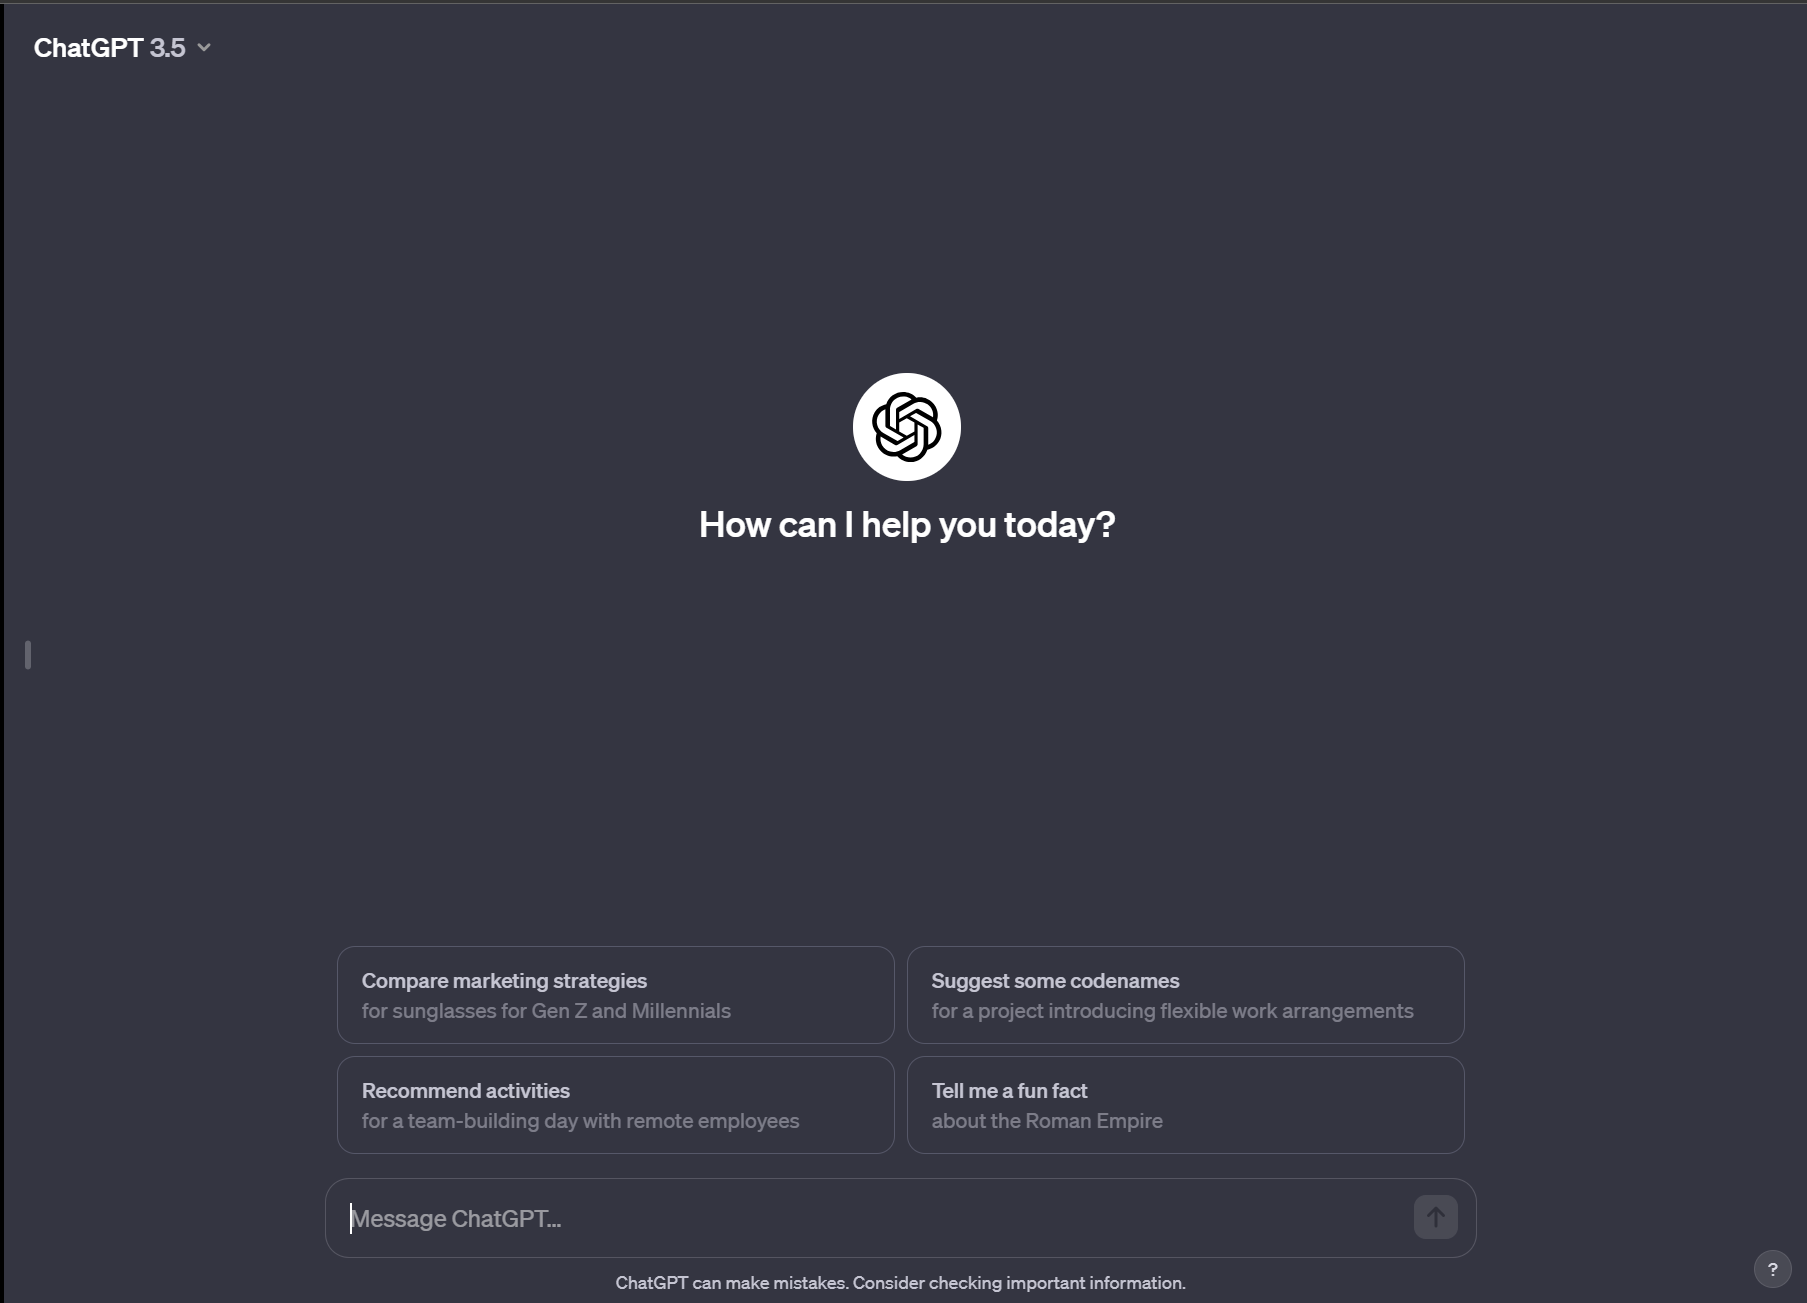 ChatGPT 3.5
How can I help you today?
Compare marketing strategies
for sunglasses for Gen Z and Millennials
Suggest some codenames
for a project introducing flexible work arrangements
Recommend activities
for a team-building day with remote employees
Tell me a fun fact
about the Roman Empire
Message ChatGPT...
ChatGPT can make mistakes. Consider checking important information.
?